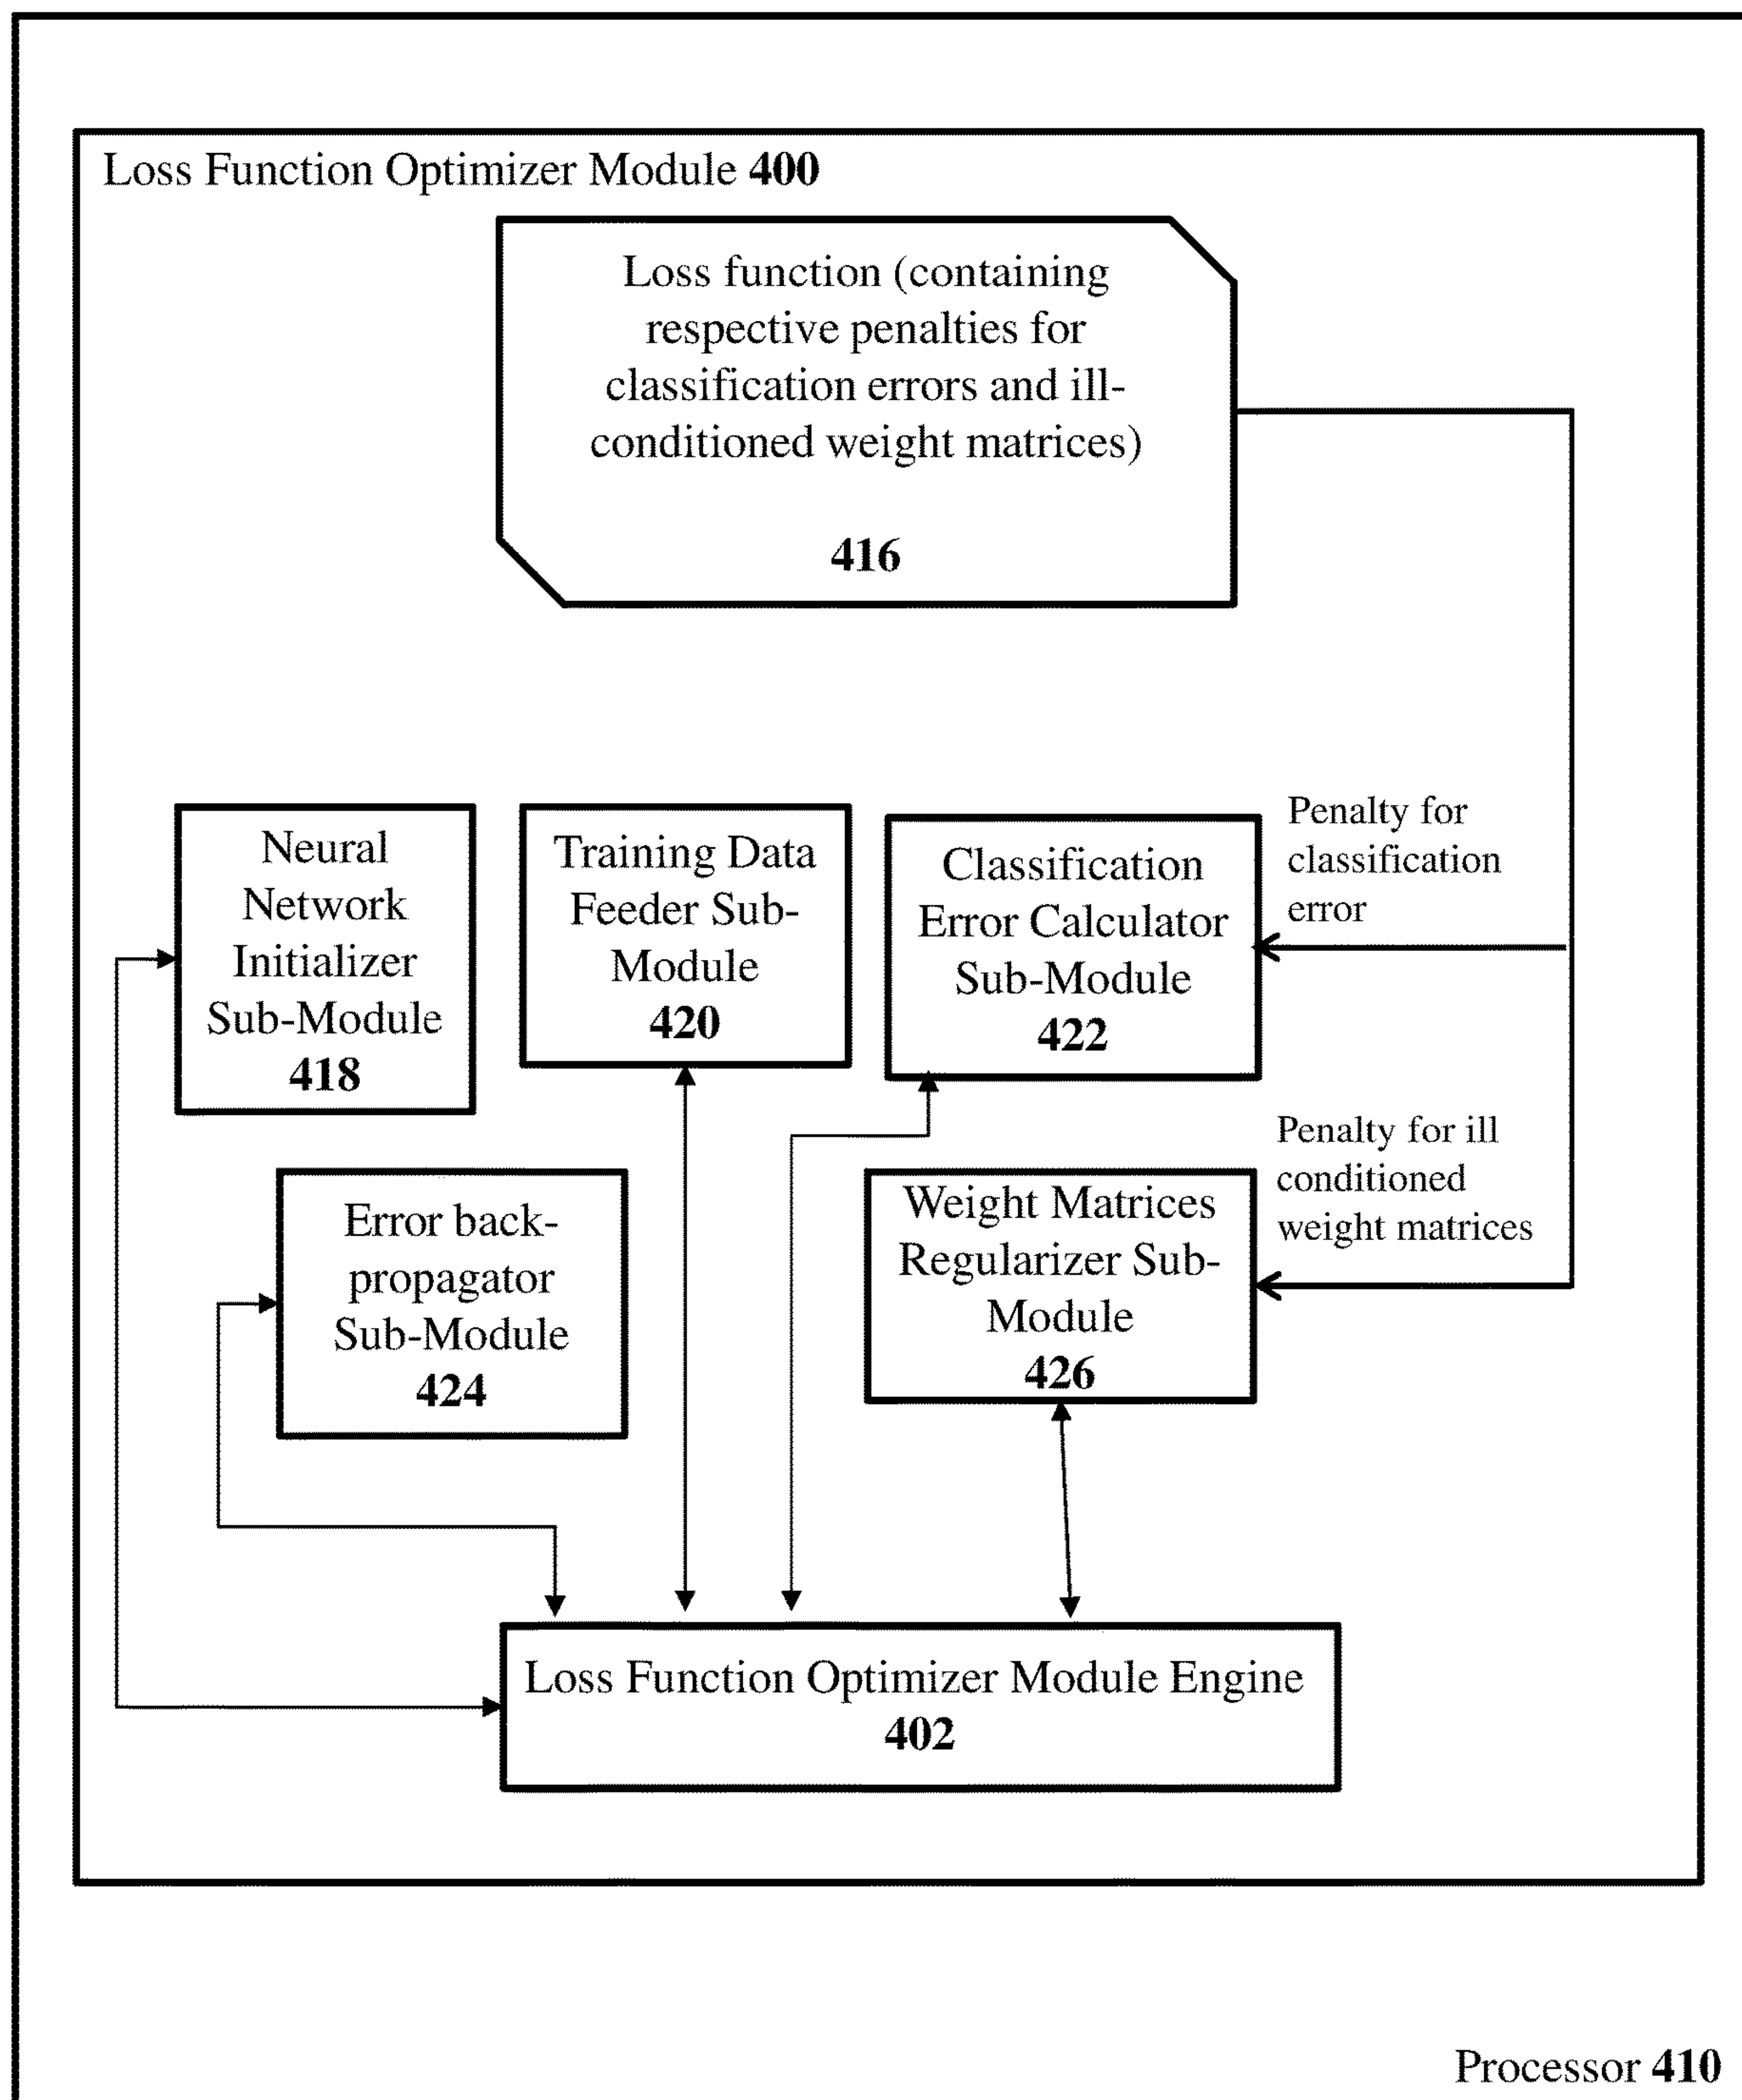 Loss Function Optimizer Module 400
Loss function (containing
respective penalties for
classification errors and ill-
conditioned weight matrices)
416
Neural
Network
Initializer
Sub-Module
418
Training Data
Feeder Sub-
Module
420
Classification
Error Calculator
Sub-Module
422
Penalty for
classification
error
Error back-
propagator
Sub-Module
424
Weight Matrices
Regularizer Sub-
Module
426
Penalty for ill
conditioned
weight matrices
Loss Function Optimizer Module Engine
402
Processor 410